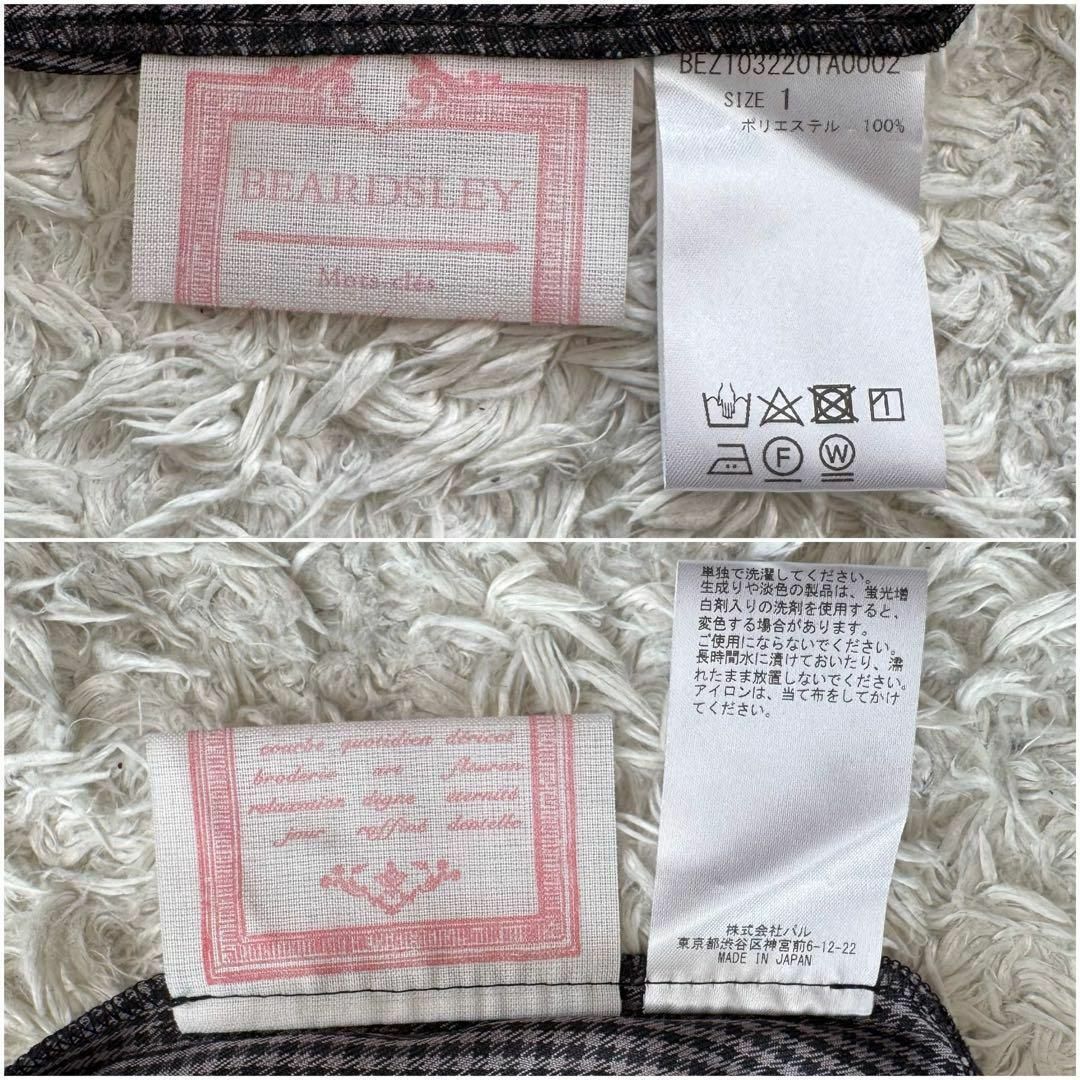 BEARDSLEY
Mots-clés
BEZ1032201A0002
SIZE 1
ポリエステル 100%
F
W
courbe quotidien déricat
broderie art fleuron
relaxmier digne éternité
jour raffiné dentelle
単独で洗濯してください。
生成りや淡色の製品は、蛍光増
白剤入りの洗剤を使用すると、
変色する場合があります。
ご使用にならないでください。
長時間水に漬けておいたり、濡
れたまま放置しないでください。
アイロンは、当て布をしてかけ
てください。
株式会社パル
東京都渋谷区神宮前6-12-22
MADE IN JAPAN